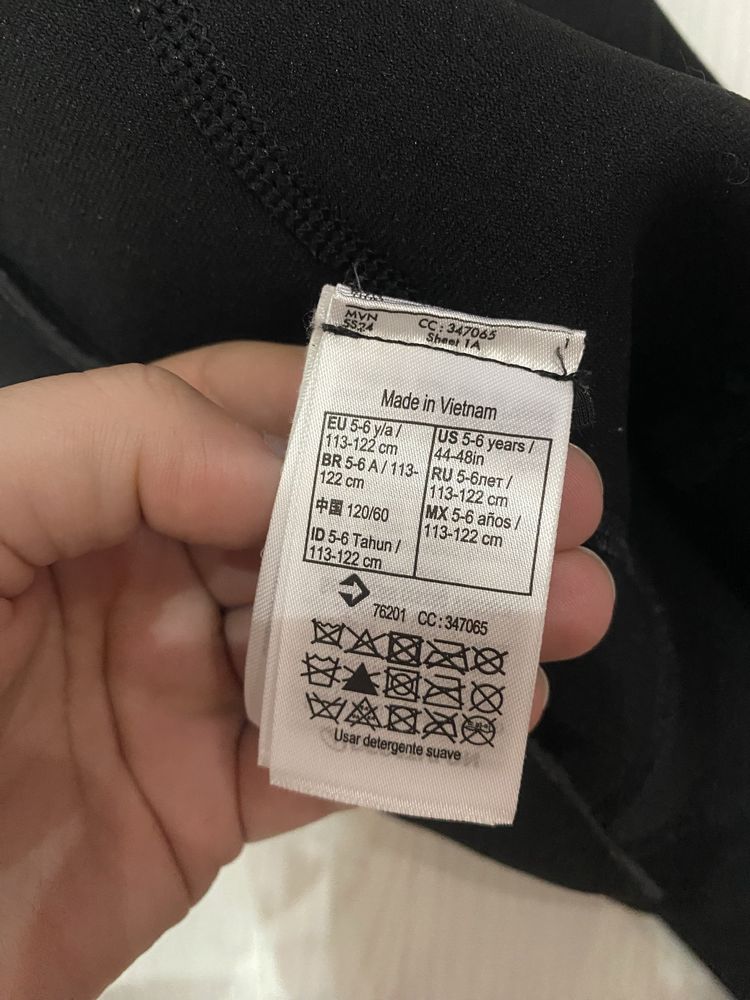 MVN
SS24
CC: 347065
Sheet 1A
Made in Vietnam
EU 5-6 y/a /
113-122 cm
BR 5-6 A / 113-
122 cm
中国 120/60
ID 5-6 Tahun /
113-122 cm
US 5-6 years /
44-48in
RU 5-6лет /
113-122 cm
MX 5-6 años /
113-122 cm
76201 CC: 347065
Usar detergente suave